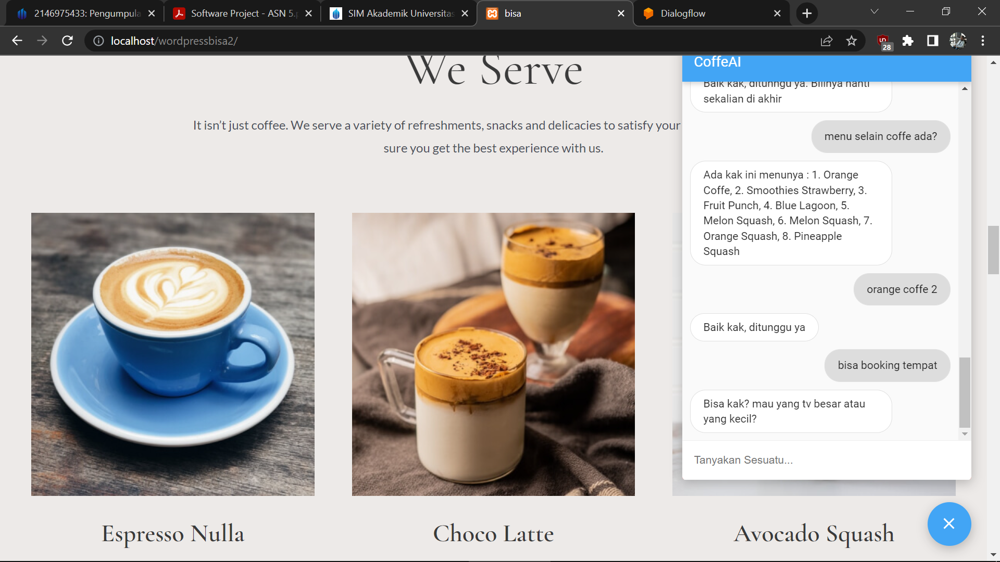 2146975433: Pengumpula
Software Project - ASN 5.p
SIM Akademik Universitas
bisa
Dialogflow
localhost/wordpressbisa2/
28
We Serve
It isn’t just coffee. We serve a variety of refreshments, snacks and delicacies to satisfy your
sure you get the best experience with us.
Espresso Nulla
Choco Latte
Avocado Squash
CoffeAI
Baik kak, ditunngu ya. Bilinya nanti
sekalian di akhir
menu selain coffe ada?
Ada kak ini menunya : 1. Orange
Coffe, 2. Smoothies Strawberry, 3.
Fruit Punch, 4. Blue Lagoon, 5.
Melon Squash, 6. Melon Squash, 7.
Orange Squash, 8. Pineapple
Squash
orange coffe 2
Baik kak, ditunggu ya
bisa booking tempat
Bisa kak? mau yang tv besar atau
yang kecil?
Tanyakan Sesuatu...